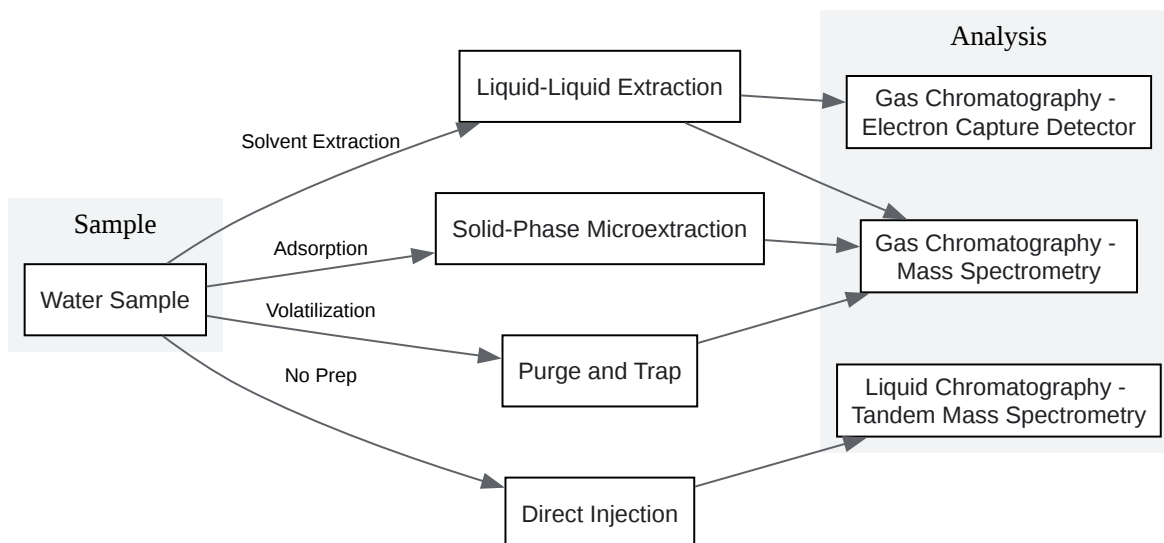 Analysis
Liquid-Liquid Extraction
Gas Chromatography -
Electron Capture Detector
Solvent Extraction
Sample
Solid-Phase Microextraction
Gas Chromatography -
Mass Spectrometry
Adsorption
Water Sample
Volatilization
Purge and Trap
No Prep
Liquid Chromatography -
Tandem Mass Spectrometry
Direct Injection